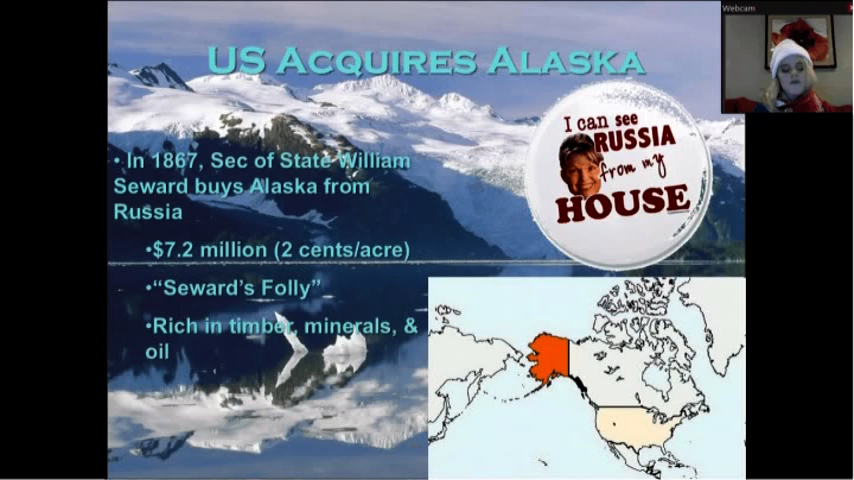 Webcam
US ACQUIRES ALASKA
• In 1867, Sec of State William
Seward buys Alaska from
Russia
•$7.2 million (2 cents/acre)
•“Seward’s Folly”
•Rich in timber, minerals, &
oil
I can see
RUSSIA
from my
HOUSE